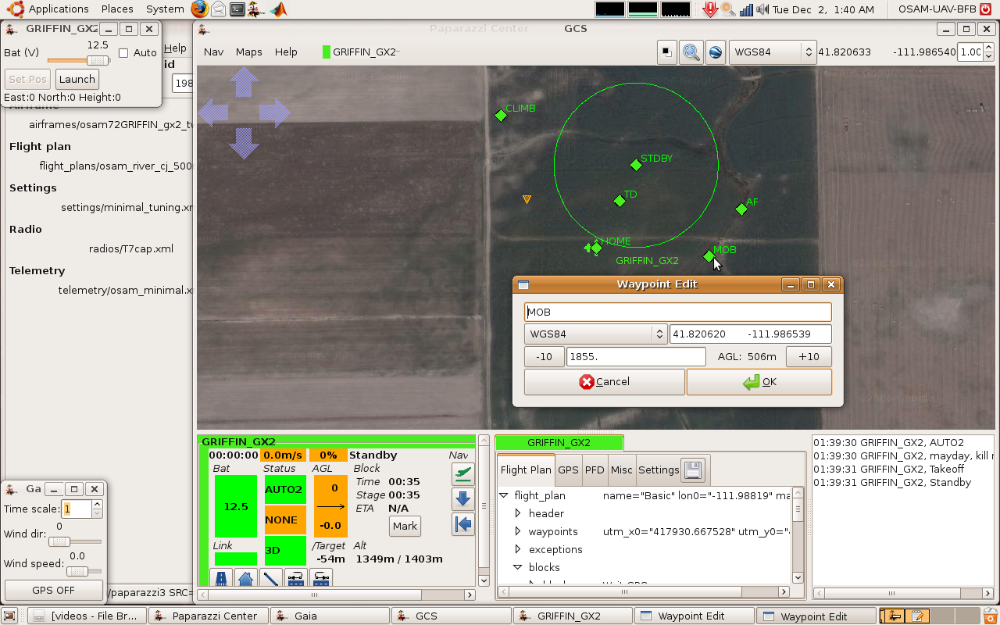 Applications Places System Tue Dec 2, 1:40 AM OSAM-UAV-BFB
GRIFFIN_GX2
Bat (V) 12.5 Auto
Set Pos Launch
East:0 North:0 Height:0
Help
id
198
airframes/osam72GRIFFIN_gx2_tw
Flight plan
flight_plans/osam_river_cj_500
Settings
settings/minimal_tuning.xm
Radio
radios/T7cap.xml
Telemetry
telemetry/osam_minimal.x
Paparazzi Center GCS
Nav Maps Help GRIFFIN_GX2 WGS84 41.820633 -111.986540 1.00
CLIMB
STDBY
TD
AF
HOME
MOB
GRIFFIN_GX2
Waypoint Edit
MOB
WGS84 41.820620 -111.986539
-10 1855. AGL: 506m +10
Cancel OK
GRIFFIN_GX2
00:00:00 0.0m/s 0% Standby Nav
Bat Status AGL Block
12.5 AUTO2 0 Time 00:35
Stage 00:35
NONE -0.0 ETA N/A
Mark
Link 3D /Target Alt
-54m 1349m / 1403m
GRIFFIN_GX2
Flight Plan GPS PFD Misc Settings
flight_plan name="Basic" lon0="-111.98819" ma
header
waypoints utm_x0="417930.667528" utm_y0="
exceptions
blocks
01:39:30 GRIFFIN_GX2, AUTO2
01:39:30 GRIFFIN_GX2, mayday, kill
01:39:31 GRIFFIN_GX2, Takeoff
01:39:31 GRIFFIN_GX2, Standby
Ga
Time scale: 1
Wind dir: 0
Wind speed: 0.0
GPS OFF
/paparazzi3 SRC=
[videos - File Br... Paparazzi Center Gaia GCS GRIFFIN_GX2 Waypoint Edit Waypoint Edit